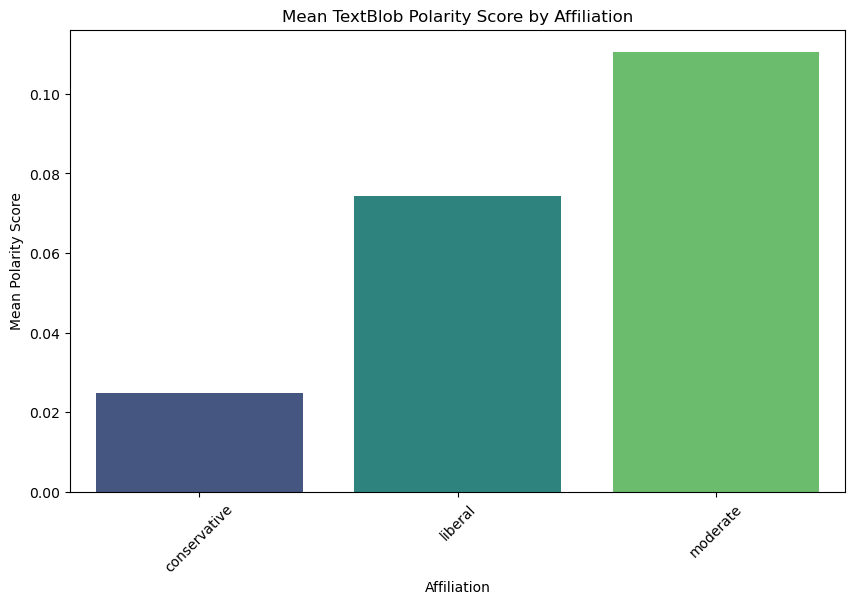 Mean TextBlob Polarity Score by Affiliation
Mean Polarity Score
0.10
0.08
0.06
0.04
0.02
0.00
conservative
liberal
moderate
Affiliation